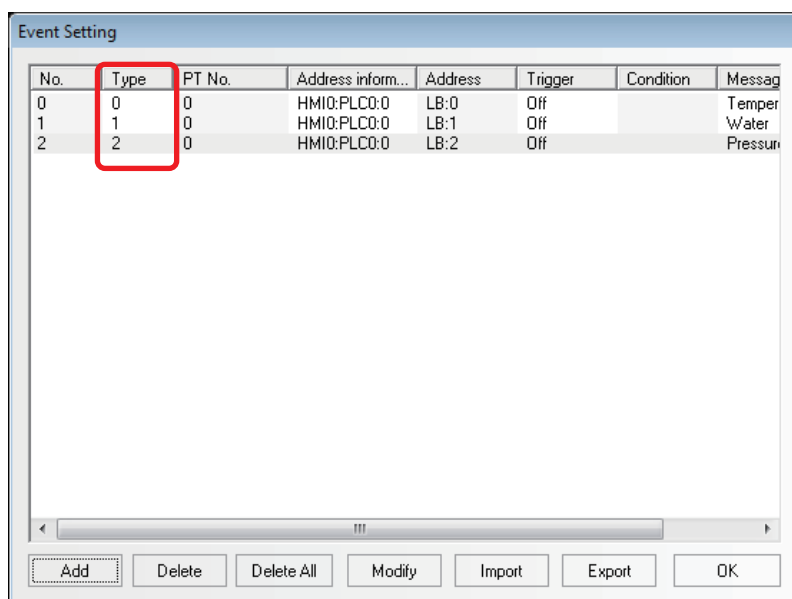 Event Setting
No. Type PT No. Address inform... Address Trigger Condition Messag
0 0 0 HMI0:PLC0:0 LB:0 Off Temper
1 1 0 HMI0:PLC0:0 LB:1 Off Water
2 2 0 HMI0:PLC0:0 LB:2 Off Pressure
Add Delete Delete All Modify Import Export OK